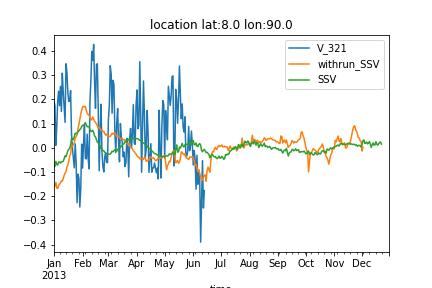 location lat:8.0 lon:90.0
V_321
withrun_SSV
SSV
0.4
0.3
0.2
0.1
0.0
−0.1
−0.2
−0.3
−0.4
Jan Feb Mar Apr May Jun Jul Aug Sep Oct Nov Dec
2013
time